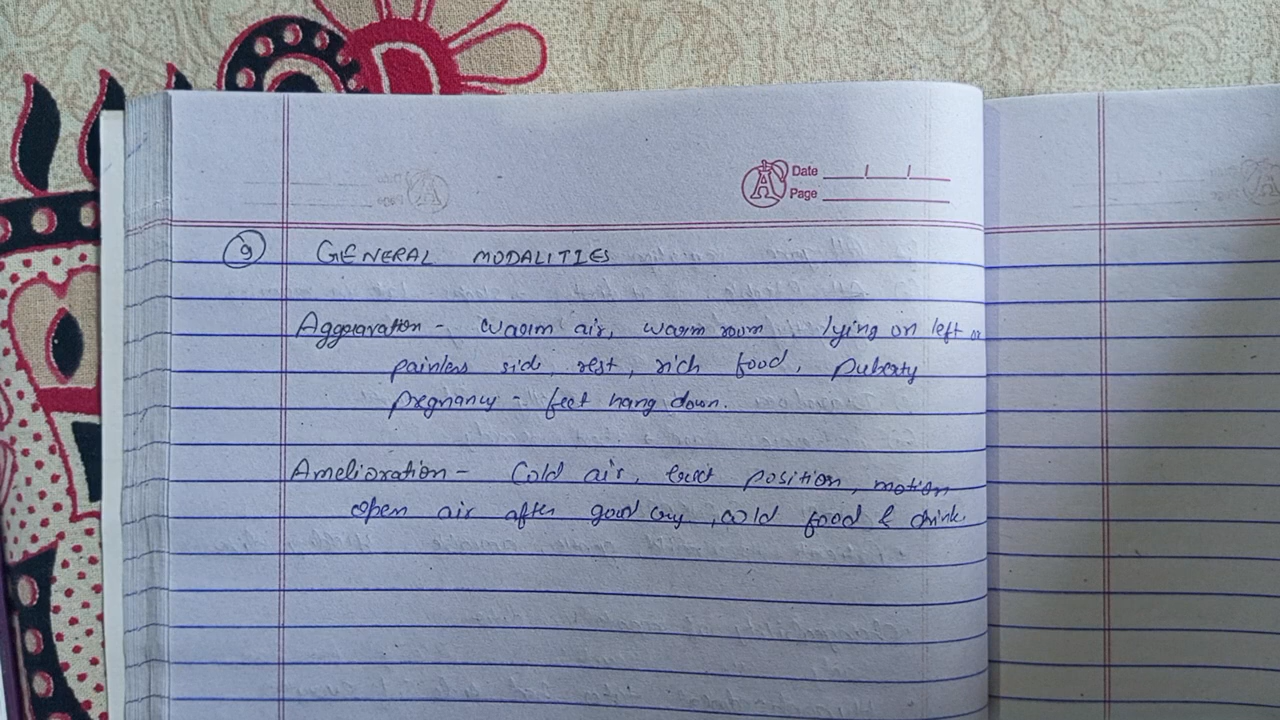 Date / /
Page
9 GENERAL MODALITIES
Aggravation - warm air, warm room, lying on left or
painless side, rest, rich food, puberty
pregnancy - feet hang down.
Amelioration - Cold air, Erect position, motion
open air after good cry, cold food & drink.